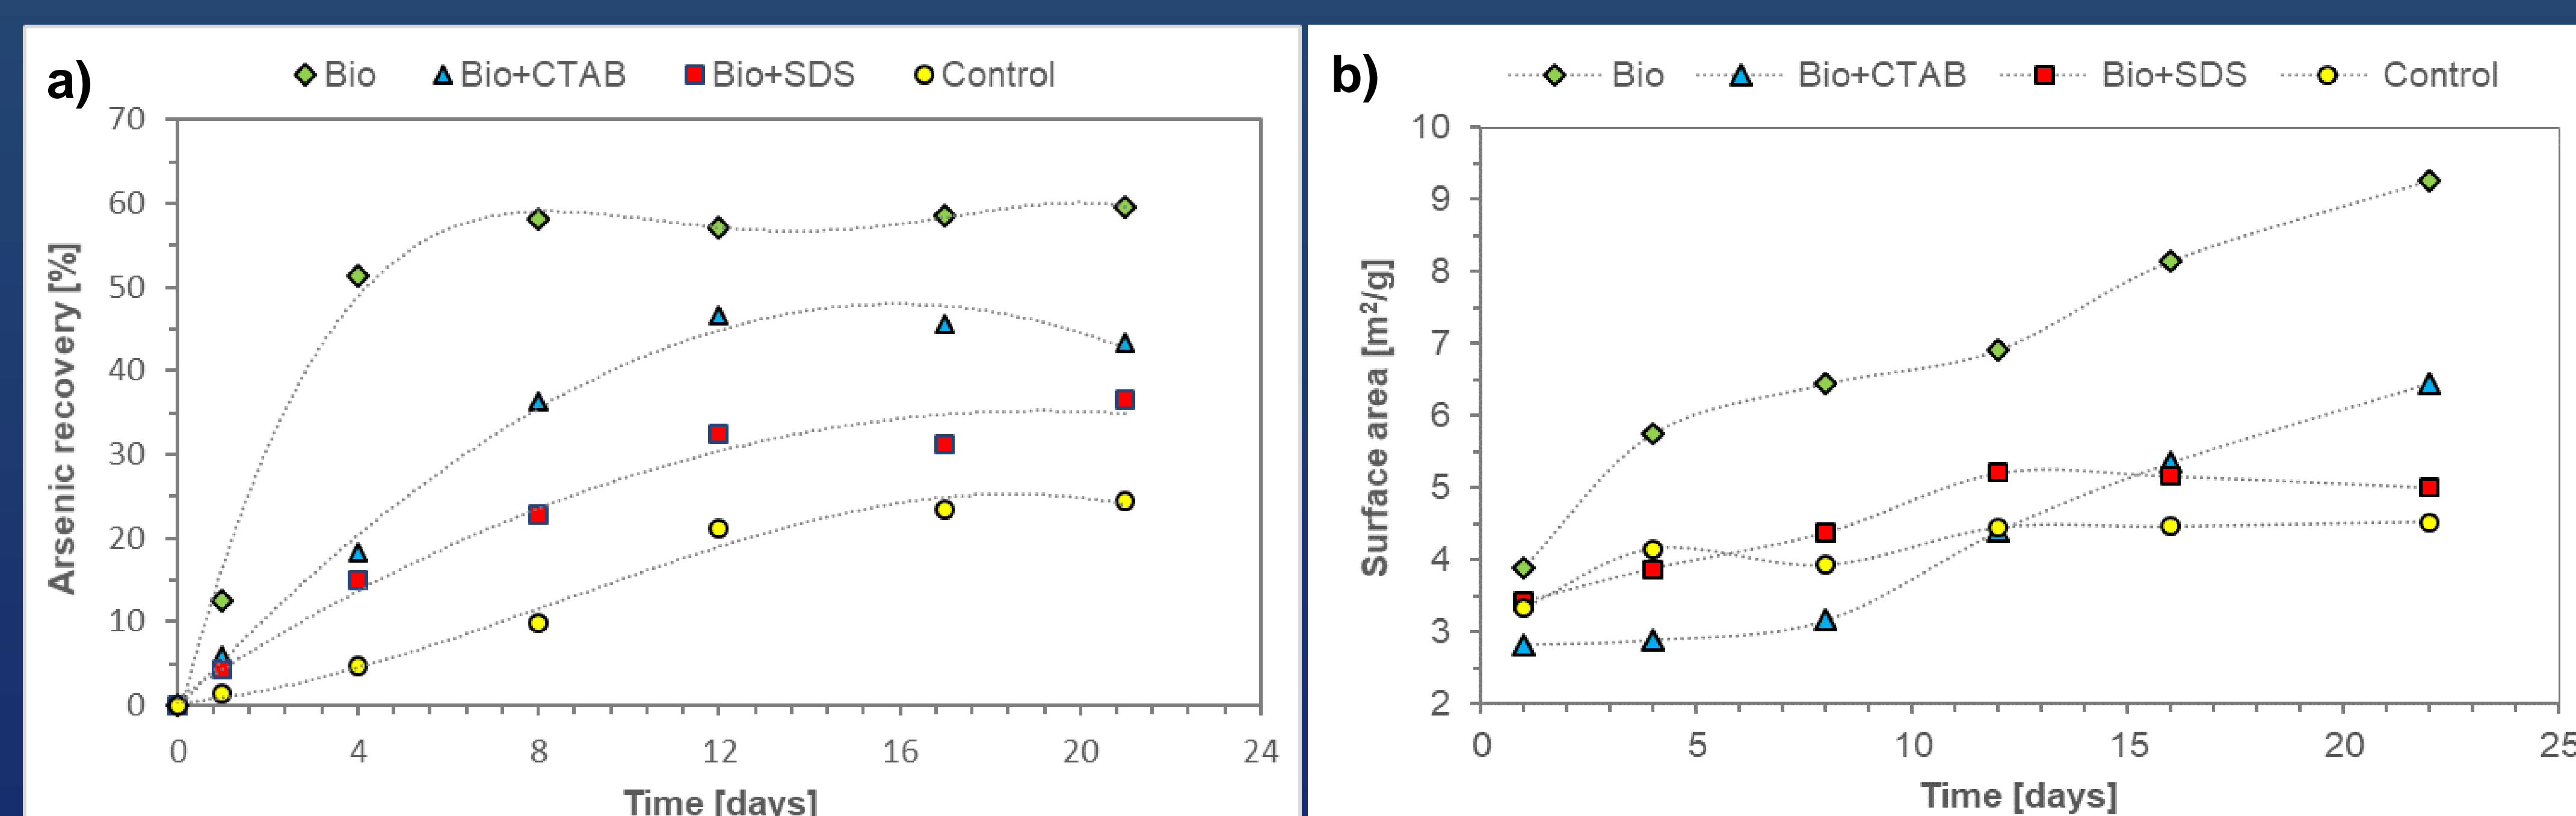 a)
Bio Bio+CTAB Bio+SDS Control
Arsenic recovery [%]
70
60
50
40
30
20
10
0
0 4 8 12 16 20 24
Time [days]
b)
Bio Bio+CTAB Bio+SDS Control
Surface area [m²/g]
10
9
8
7
6
5
4
3
2
0 5 10 15 20 25
Time [days]